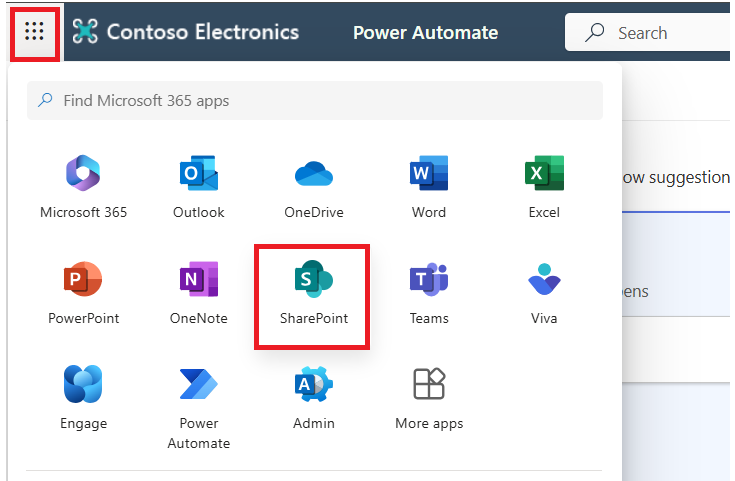 Contoso Electronics Power Automate Search
Find Microsoft 365 apps
Microsoft 365 Outlook OneDrive Word Excel
ow suggestion
PowerPoint OneNote SharePoint Teams Viva
pens
Engage Power Automate Admin More apps